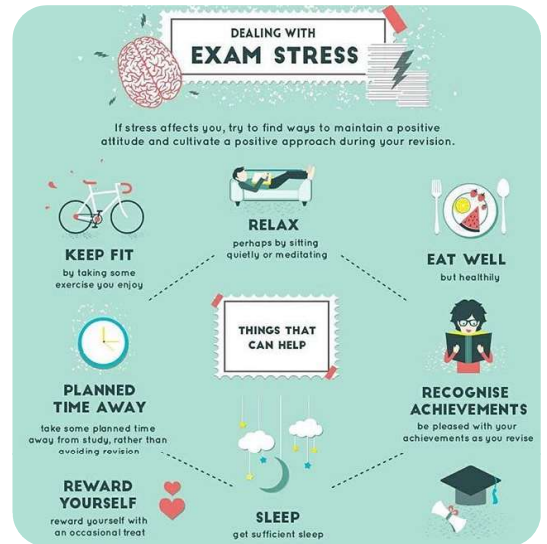 DEALING WITH
EXAM STRESS
If stress affects you, try to find ways to maintain a positive
attitude and cultivate a positive approach during your revision.
RELAX
perhaps by sitting
quietly or meditating
KEEP FIT
by taking some
exercise you enjoy
EAT WELL
but healthily
THINGS THAT
CAN HELP
PLANNED
TIME AWAY
take some planned time
away from study, rather than
avoiding revision
RECOGNISE
ACHIEVEMENTS
be pleased with your
achievements as you revise
REWARD
YOURSELF
reward yourself with
an occasional treat
SLEEP
get sufficient sleep